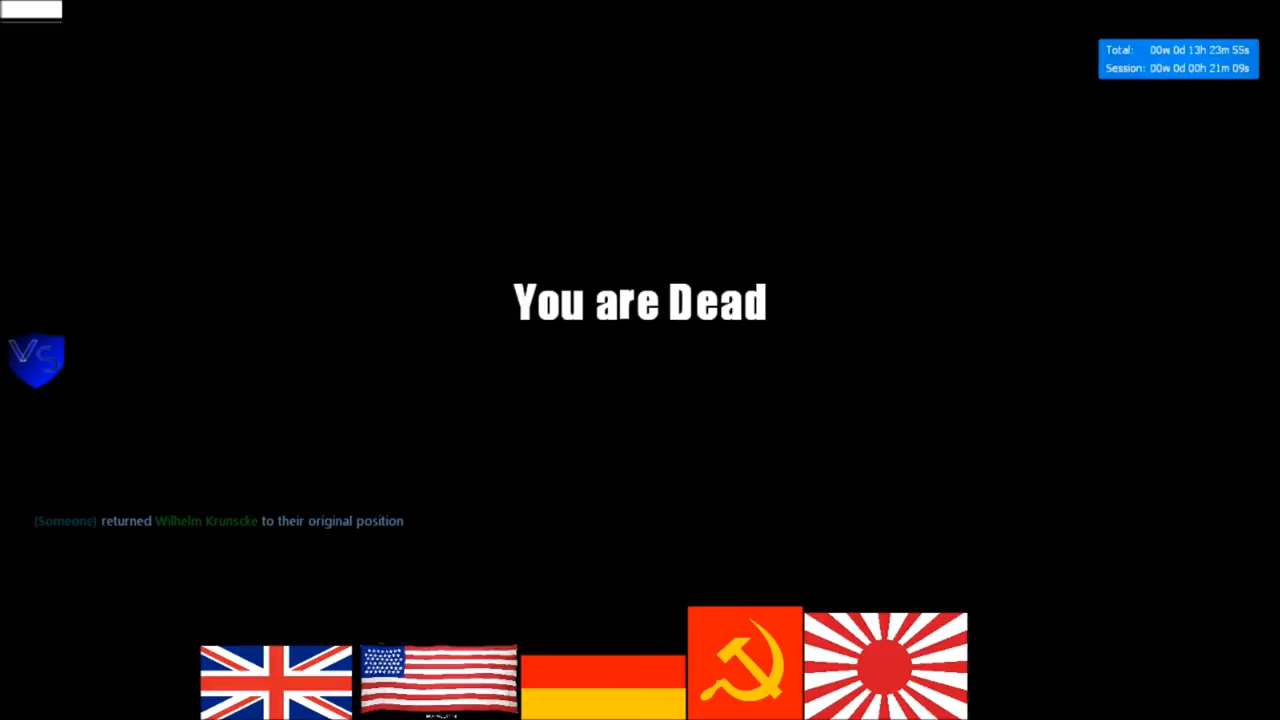 Total: 00w 0d 13h 23m 55s
Session: 00w 0d 00h 21m 09s
You are Dead
VS
(Someone) returned Wilhelm Krunscke to their original position